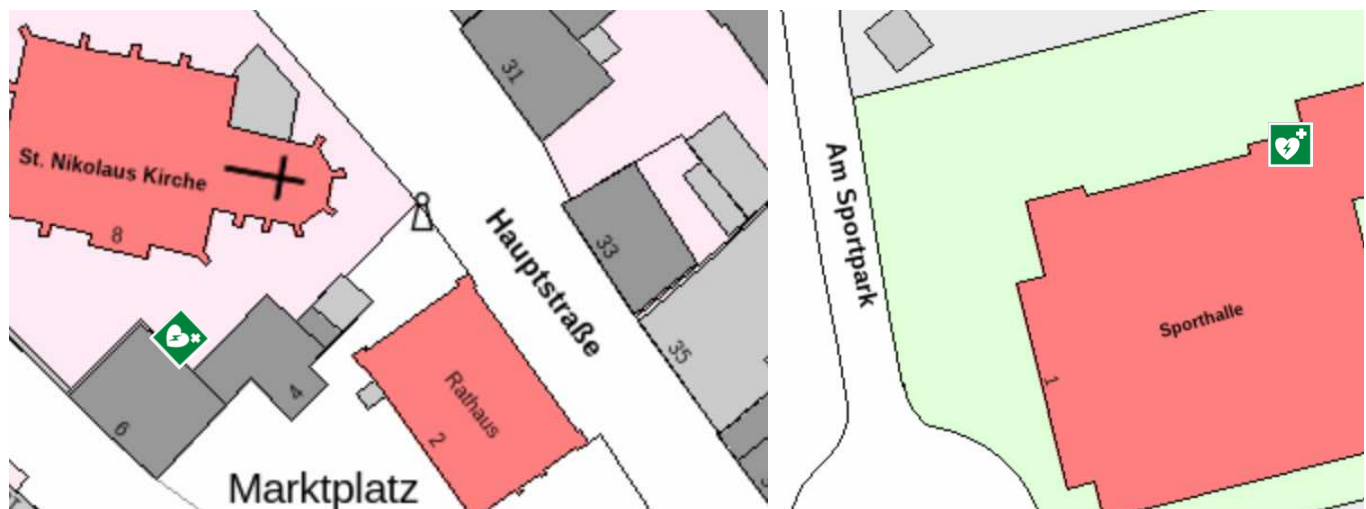 31
St. Nikolaus Kirche
8
Hauptstraße
33
35
Rathaus
2
4
6
Marktplatz
Am Sportpark
Sporthalle
1